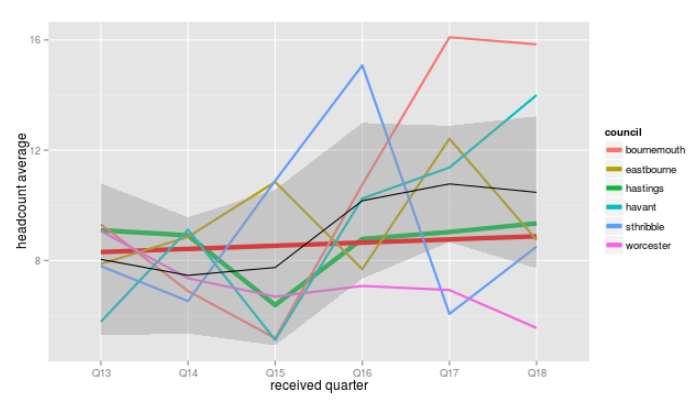 16
12
8
headcount average
Q13 Q14 Q15 Q16 Q17 Q18
received quarter
council
bournemouth
eastbourne
hastings
havant
sthribble
worcester